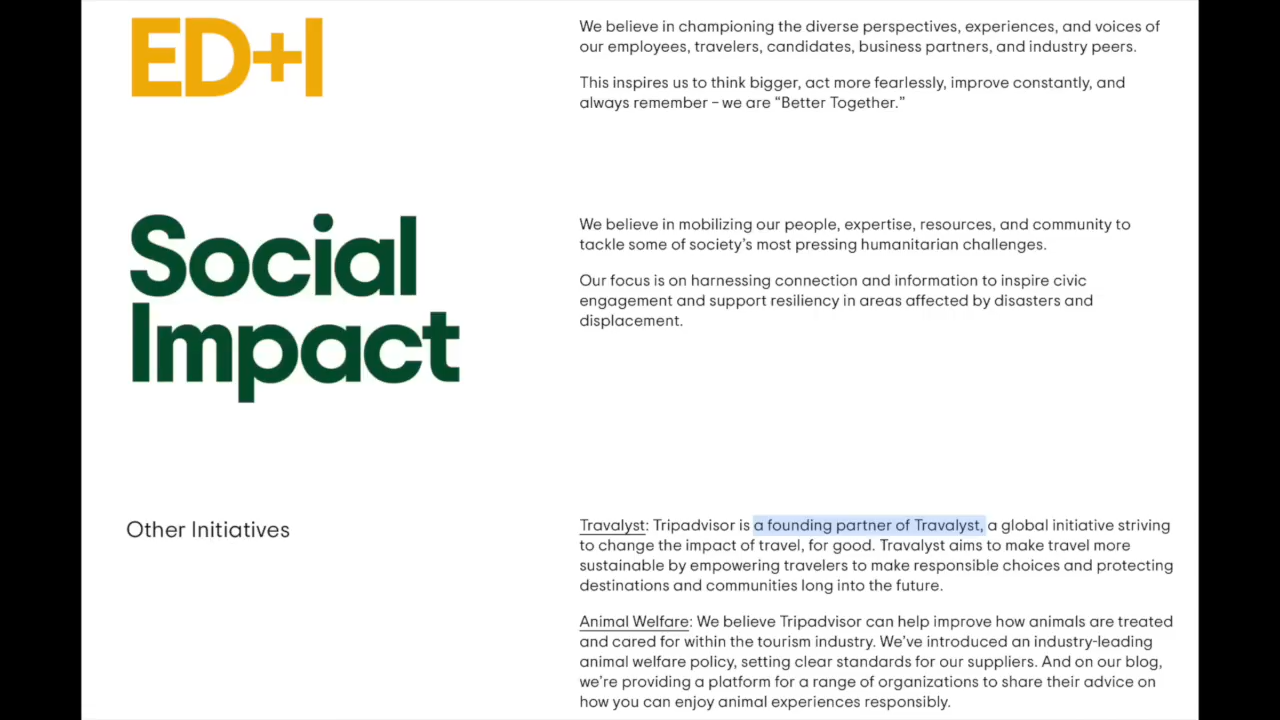 ED+I
We believe in championing the diverse perspectives, experiences, and voices of
our employees, travelers, candidates, business partners, and industry peers.
This inspires us to think bigger, act more fearlessly, improve constantly, and
always remember – we are “Better Together.”
Social
Impact
We believe in mobilizing our people, expertise, resources, and community to
tackle some of society’s most pressing humanitarian challenges.
Our focus is on harnessing connection and information to inspire civic
engagement and support resiliency in areas affected by disasters and
displacement.
Other Initiatives
Travalyst: Tripadvisor is a founding partner of Travalyst, a global initiative striving
to change the impact of travel, for good. Travalyst aims to make travel more
sustainable by empowering travelers to make responsible choices and protecting
destinations and communities long into the future.
Animal Welfare: We believe Tripadvisor can help improve how animals are treated
and cared for within the tourism industry. We’ve introduced an industry-leading
animal welfare policy, setting clear standards for our suppliers. And on our blog,
we’re providing a platform for a range of organizations to share their advice on
how you can enjoy animal experiences responsibly.